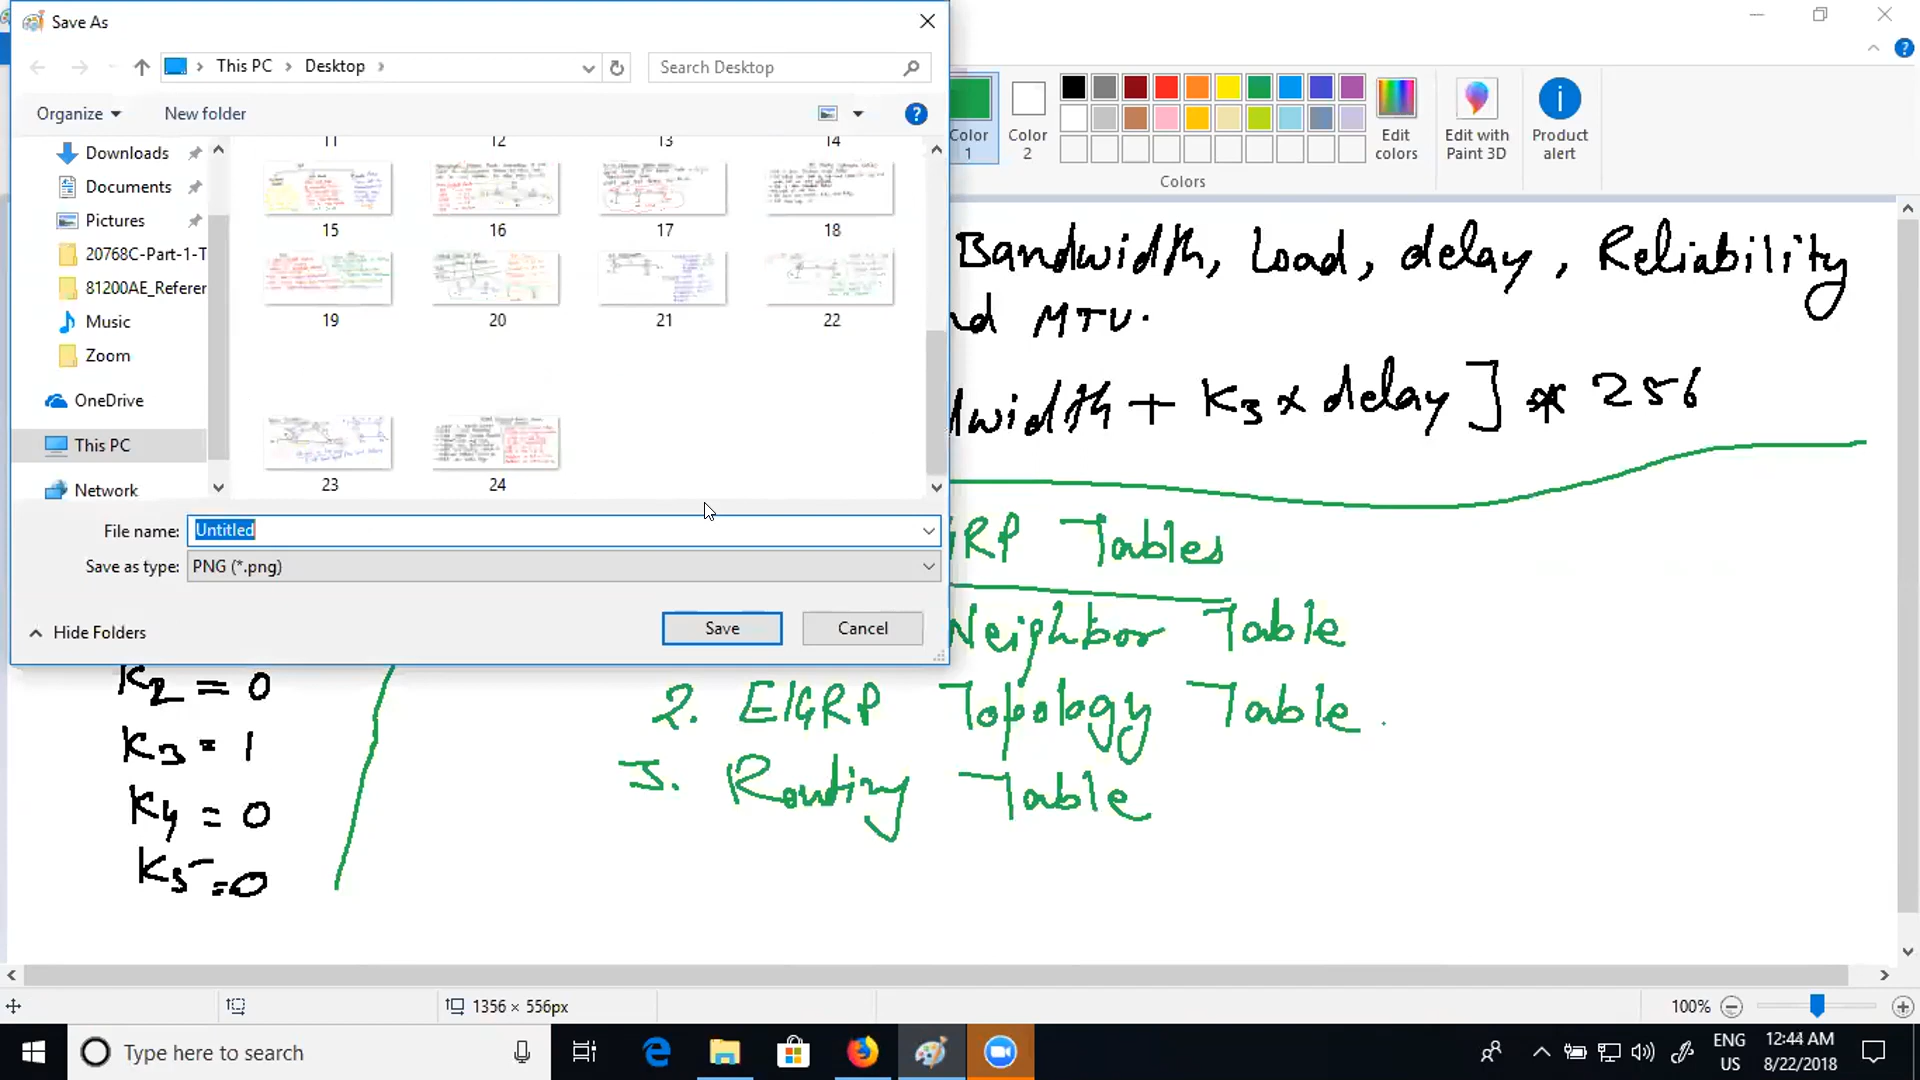 Save As
This PC > Desktop >
Search Desktop
Organize
New folder
Downloads
Documents
Pictures
20768C-Part-1-T
81200AE_Referer
Music
Zoom
OneDrive
This PC
Network
11 12 13 14
15 16 17 18
19 20 21 22
23 24
File name: Untitled
Save as type: PNG (*.png)
Hide Folders
Save
Cancel
Color 1
Color 2
Edit colors
Edit with Paint 3D
Product alert
Colors
Bandwidth, Load, delay, Reliability
nd MTU.
dwidth + K3 x delay ] * 256
GRP Tables
Neighbor Table
2. EIGRP Topology Table.
3. Routing Table
K2 = 0
K3 = 1
K4 = 0
K5 = 0
1356 × 556px
100%
Type here to search
ENG
US
12:44 AM
8/22/2018